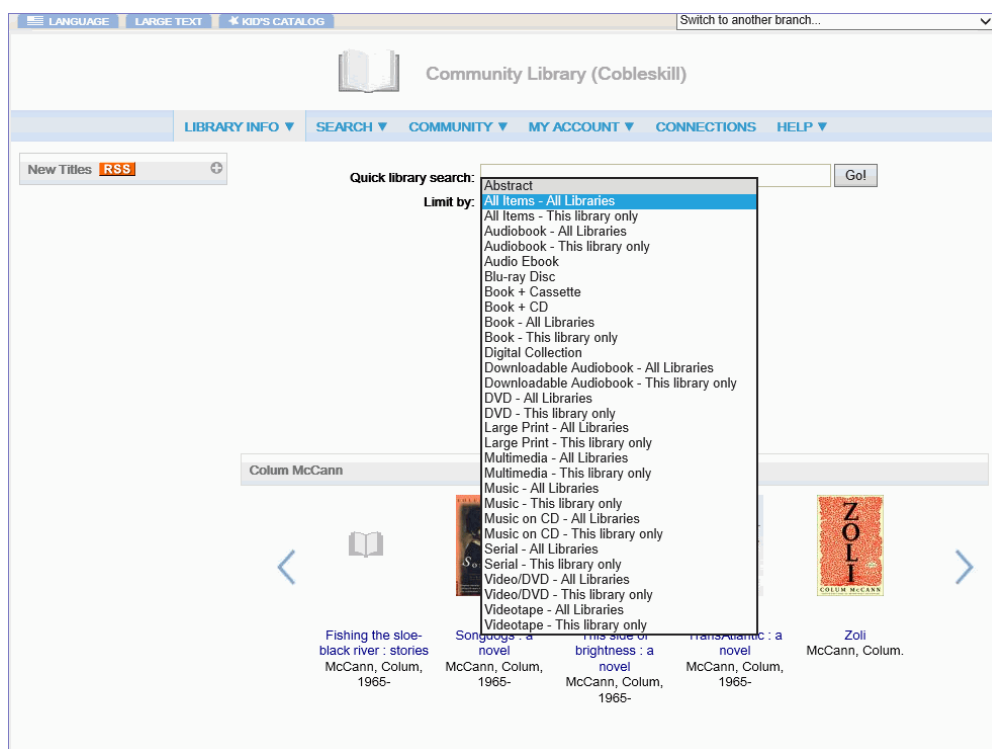 LANGUAGE LARGE TEXT KID'S CATALOG Switch to another branch...
Community Library (Cobleskill)
LIBRARY INFO ▼ SEARCH ▼ COMMUNITY ▼ MY ACCOUNT ▼ CONNECTIONS HELP ▼
New Titles RSS
Quick library search: Go!
Limit by:
Abstract
All Items - All Libraries
All Items - This library only
Audiobook - All Libraries
Audiobook - This library only
Audio Ebook
Blu-ray Disc
Book + Cassette
Book + CD
Book - All Libraries
Book - This library only
Digital Collection
Downloadable Audiobook - All Libraries
Downloadable Audiobook - This library only
DVD - All Libraries
DVD - This library only
Large Print - All Libraries
Large Print - This library only
Multimedia - All Libraries
Multimedia - This library only
Music - All Libraries
Music - This library only
Music on CD - All Libraries
Music on CD - This library only
Serial - All Libraries
Serial - This library only
Video/DVD - All Libraries
Video/DVD - This library only
Videotape - All Libraries
Videotape - This library only
Colum McCann
ZOLI
COLUM McCANN
Fishing the sloe-
black river : stories
McCann, Colum,
1965-
Songdogs : a
novel
McCann, Colum,
1965-
This side of
brightness : a
novel
McCann, Colum,
1965-
TransAtlantic : a
novel
McCann, Colum,
1965-
Zoli
McCann, Colum.